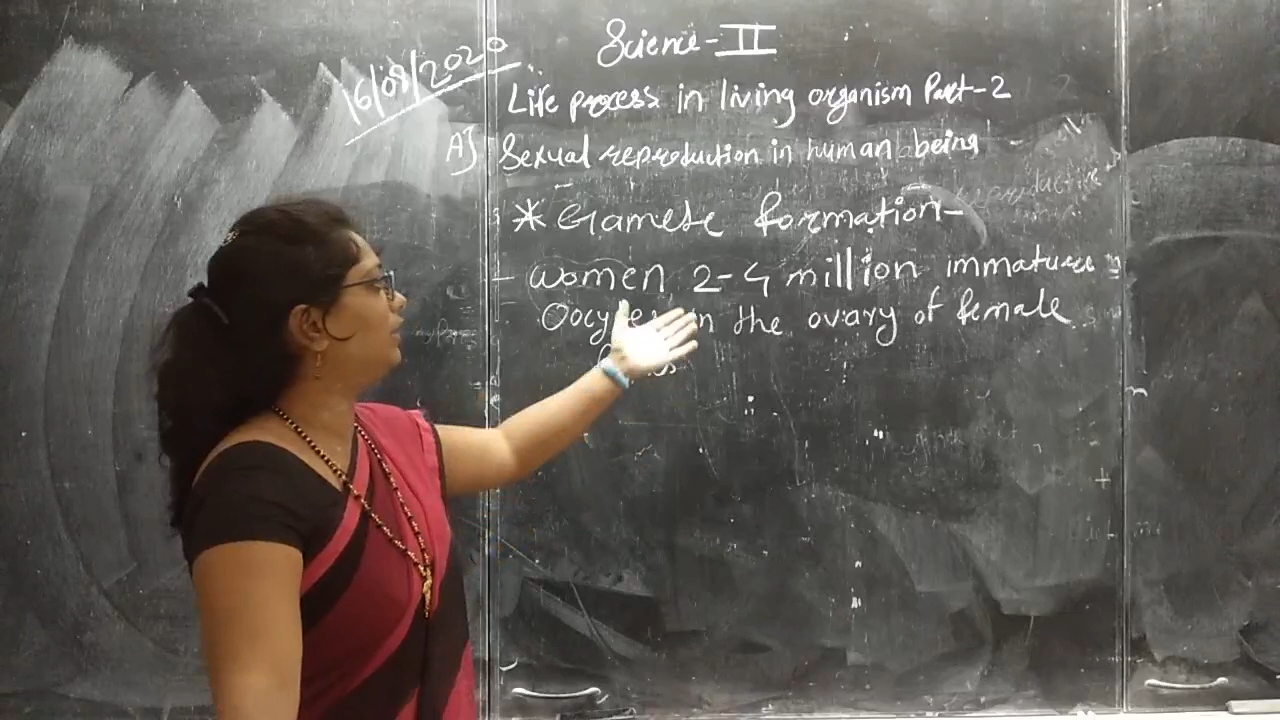 Science-II
16/09/2020
Life process in living organism Part-2
A] Sexual reproduction in human being
* Gamete formation-
- women 2-4 million immature
in the ovary of female